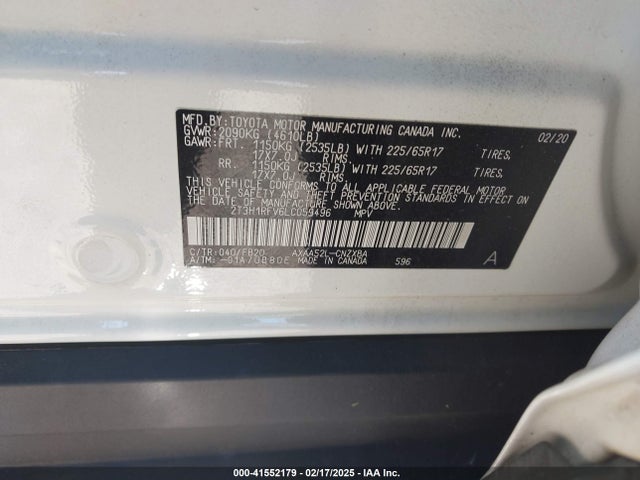 MFD. BY: TOYOTA MOTOR MANUFACTURING CANADA INC. 02/20
GVWR: 2090KG (4610LB)
GAWR: FRT. 1150KG (2535LB) WITH 225/65R17 TIRES,
17X7.0J RIMS.
RR. 1150KG (2535LB) WITH 225/65R17 TIRES,
17X7.0J RIMS.
THIS VEHICLE CONFORMS TO ALL APPLICABLE FEDERAL MOTOR
VEHICLE SAFETY AND THEFT PREVENTION STANDARDS IN EFFECT
ON THE DATE OF MANUFACTURE SHOWN ABOVE.
2T3H1RFV6LC059496 MPV
C/TR: 040/FB20 AXAA52L-CNZXBA
A/TM: -01A/ MADE IN CANADA 596 A
000-41552179 - 02/17/2025 - IAA Inc.